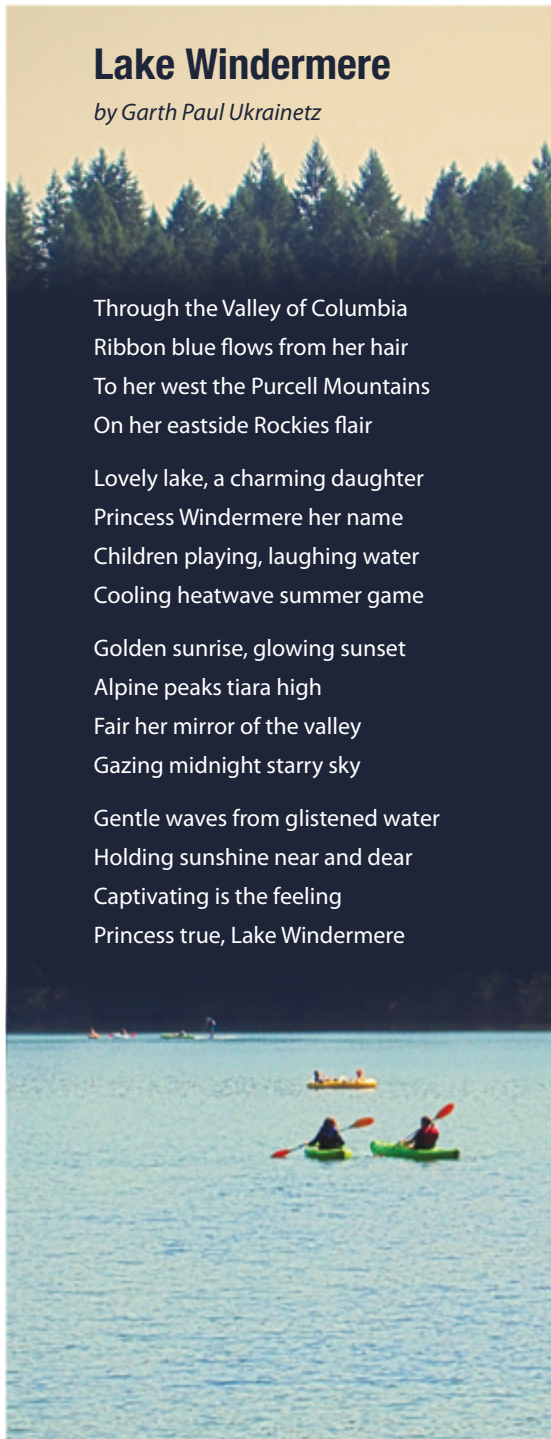 Lake Windermere
by Garth Paul Ukrainetz
Through the Valley of Columbia
Ribbon blue flows from her hair
To her west the Purcell Mountains
On her eastside Rockies flair
Lovely lake, a charming daughter
Princess Windermere her name
Children playing, laughing water
Cooling heatwave summer game
Golden sunrise, glowing sunset
Alpine peaks tiara high
Fair her mirror of the valley
Gazing midnight starry sky
Gentle waves from glistened water
Holding sunshine near and dear
Captivating is the feeling
Princess true, Lake Windermere